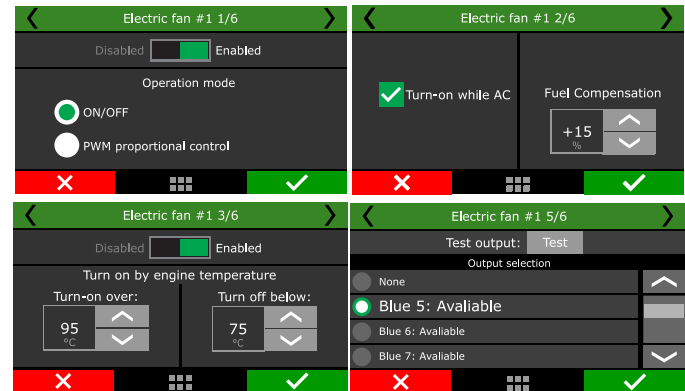 Electric fan #1 1/6
Disabled Enabled
Operation mode
ON/OFF
PWM proportional control
Electric fan #1 2/6
Turn-on while AC
Fuel Compensation
+15
%
Electric fan #1 3/6
Disabled Enabled
Turn on by engine temperature
Turn-on over:
95
°C
Turn off below:
75
°C
Electric fan #1 5/6
Test output: Test
Output selection
None
Blue 5: Avaliable
Blue 6: Avaliable
Blue 7: Avaliable